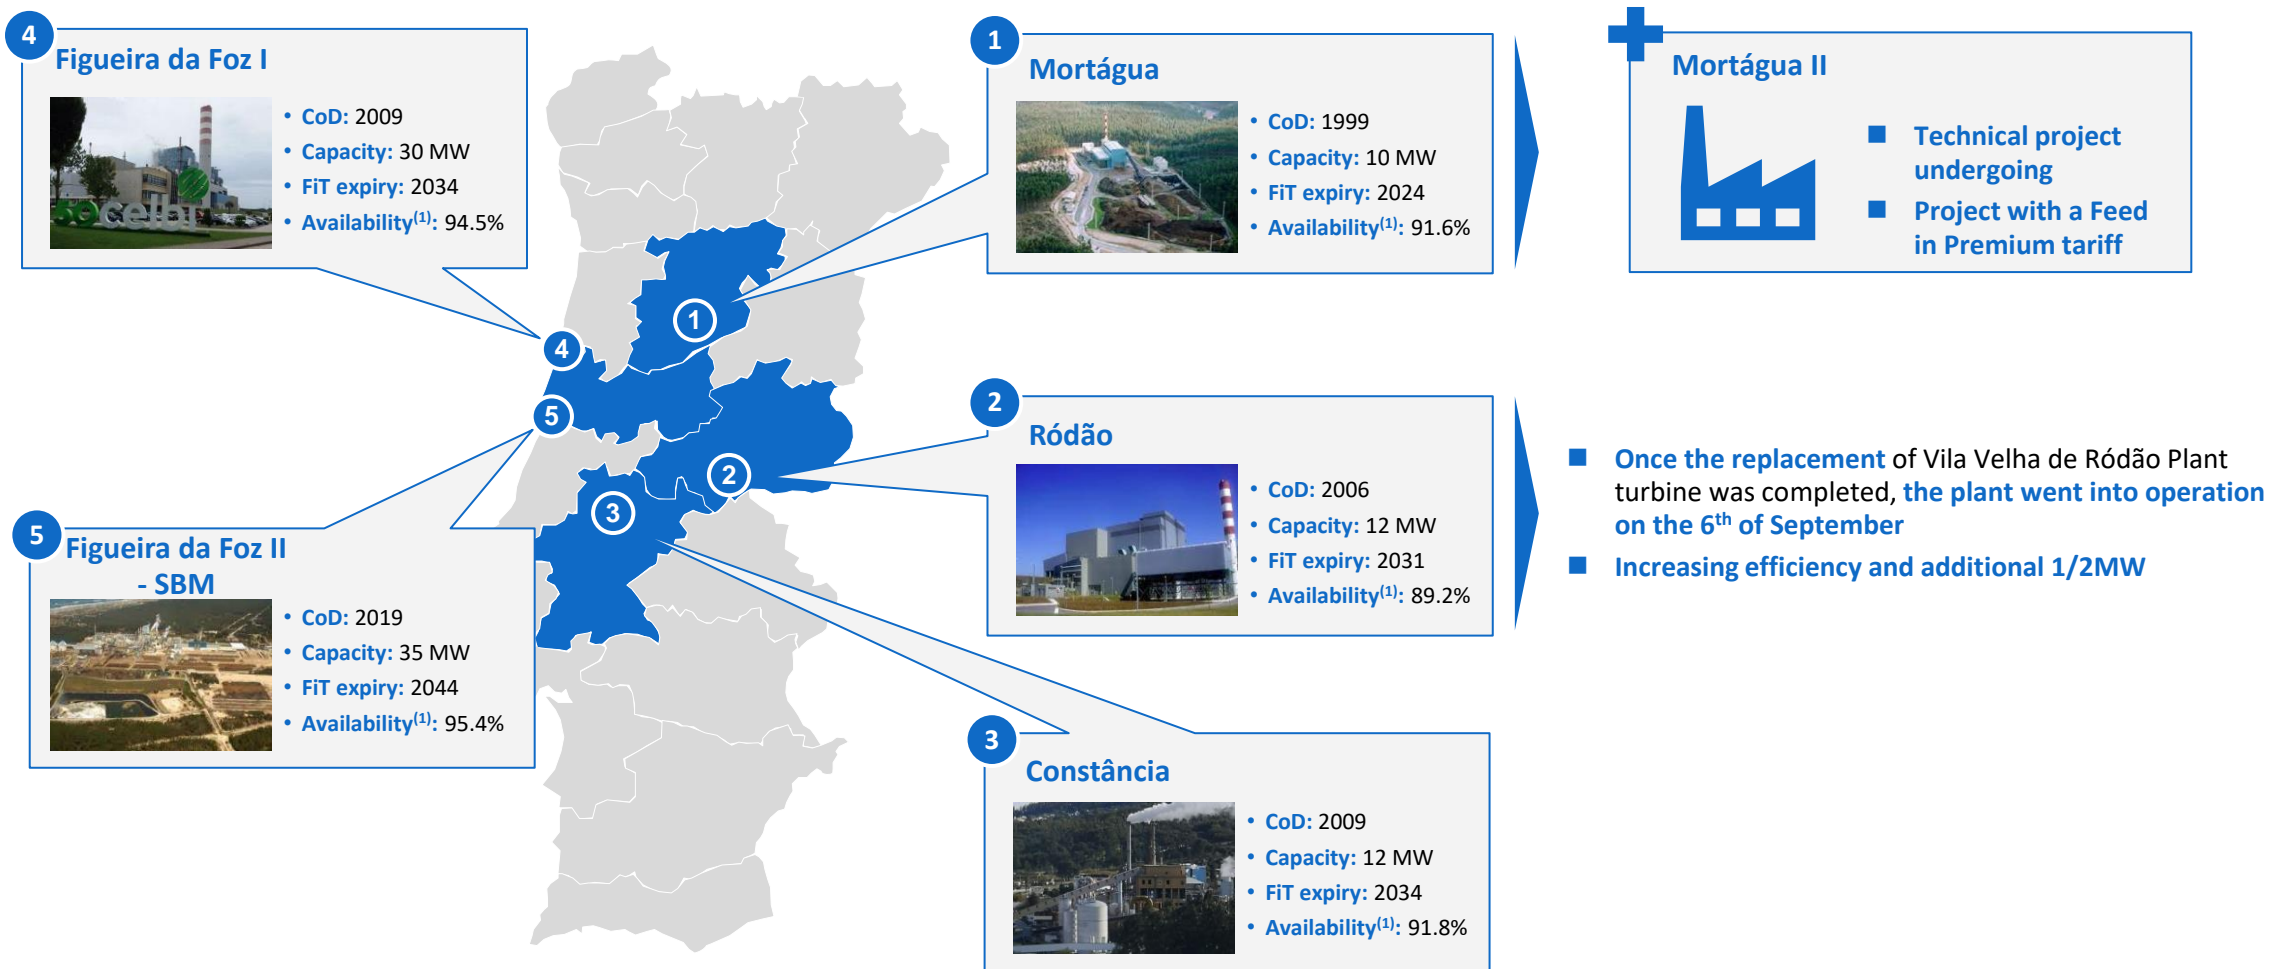 4
Figueira da Foz I
• CoD: 2009
• Capacity: 30 MW
• FiT expiry: 2034
• Availability(1): 94.5%
celbi
1
Mortágua
• CoD: 1999
• Capacity: 10 MW
• FiT expiry: 2024
• Availability(1): 91.6%
Mortágua II
■ Technical project
undergoing
■ Project with a Feed
in Premium tariff
1
4
5
2
3
2
Ródão
• CoD: 2006
• Capacity: 12 MW
• FiT expiry: 2031
• Availability(1): 89.2%
■ Once the replacement of Vila Velha de Ródão Plant
turbine was completed, the plant went into operation
on the 6th of September
■ Increasing efficiency and additional 1/2MW
5
Figueira da Foz II
- SBM
• CoD: 2019
• Capacity: 35 MW
• FiT expiry: 2044
• Availability(1): 95.4%
3
Constância
• CoD: 2009
• Capacity: 12 MW
• FiT expiry: 2034
• Availability(1): 91.8%